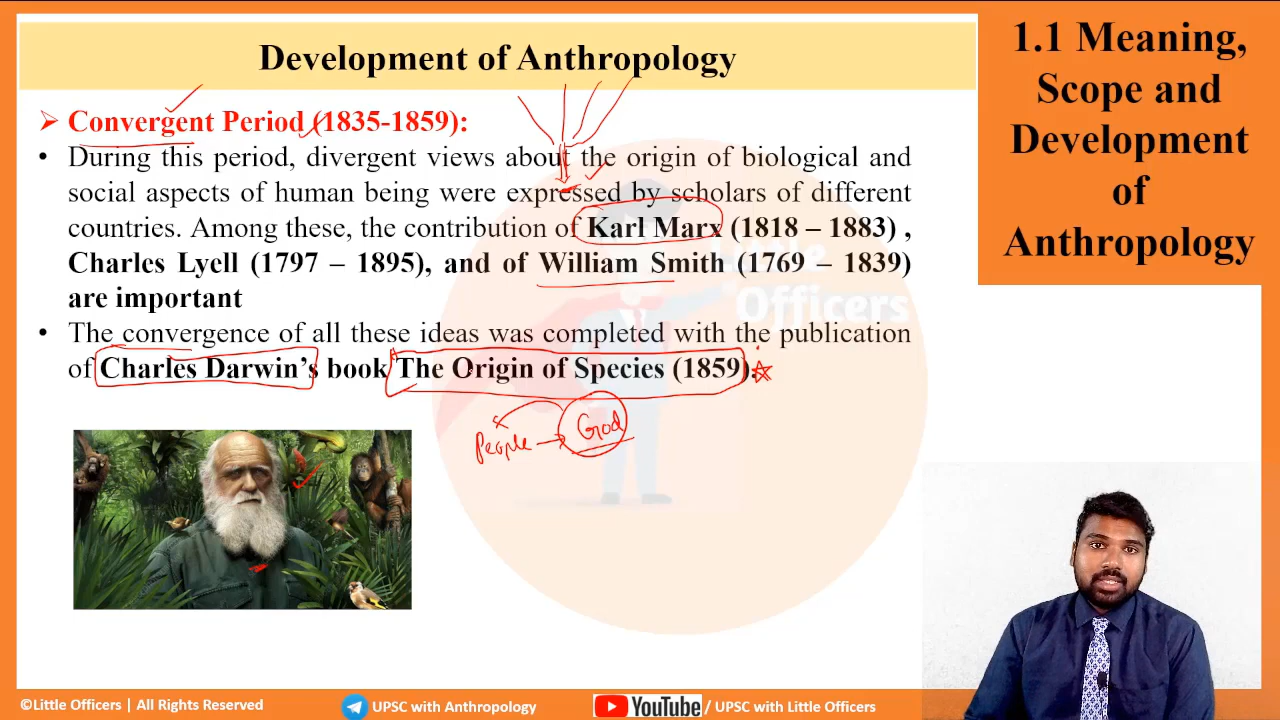 Development of Anthropology
1.1 Meaning,
Scope and
Development
of
Anthropology
➢ Convergent Period (1835-1859):
• During this period, divergent views about the origin of biological and
social aspects of human being were expressed by scholars of different
countries. Among these, the contribution of Karl Marx (1818 – 1883) ,
Charles Lyell (1797 – 1895), and of William Smith (1769 – 1839)
are important
• The convergence of all these ideas was completed with the publication
of Charles Darwin's book The Origin of Species (1859).
People → God
Little
Officers
©Little Officers | All Rights Reserved
UPSC with Anthropology
YouTube / UPSC with Little Officers